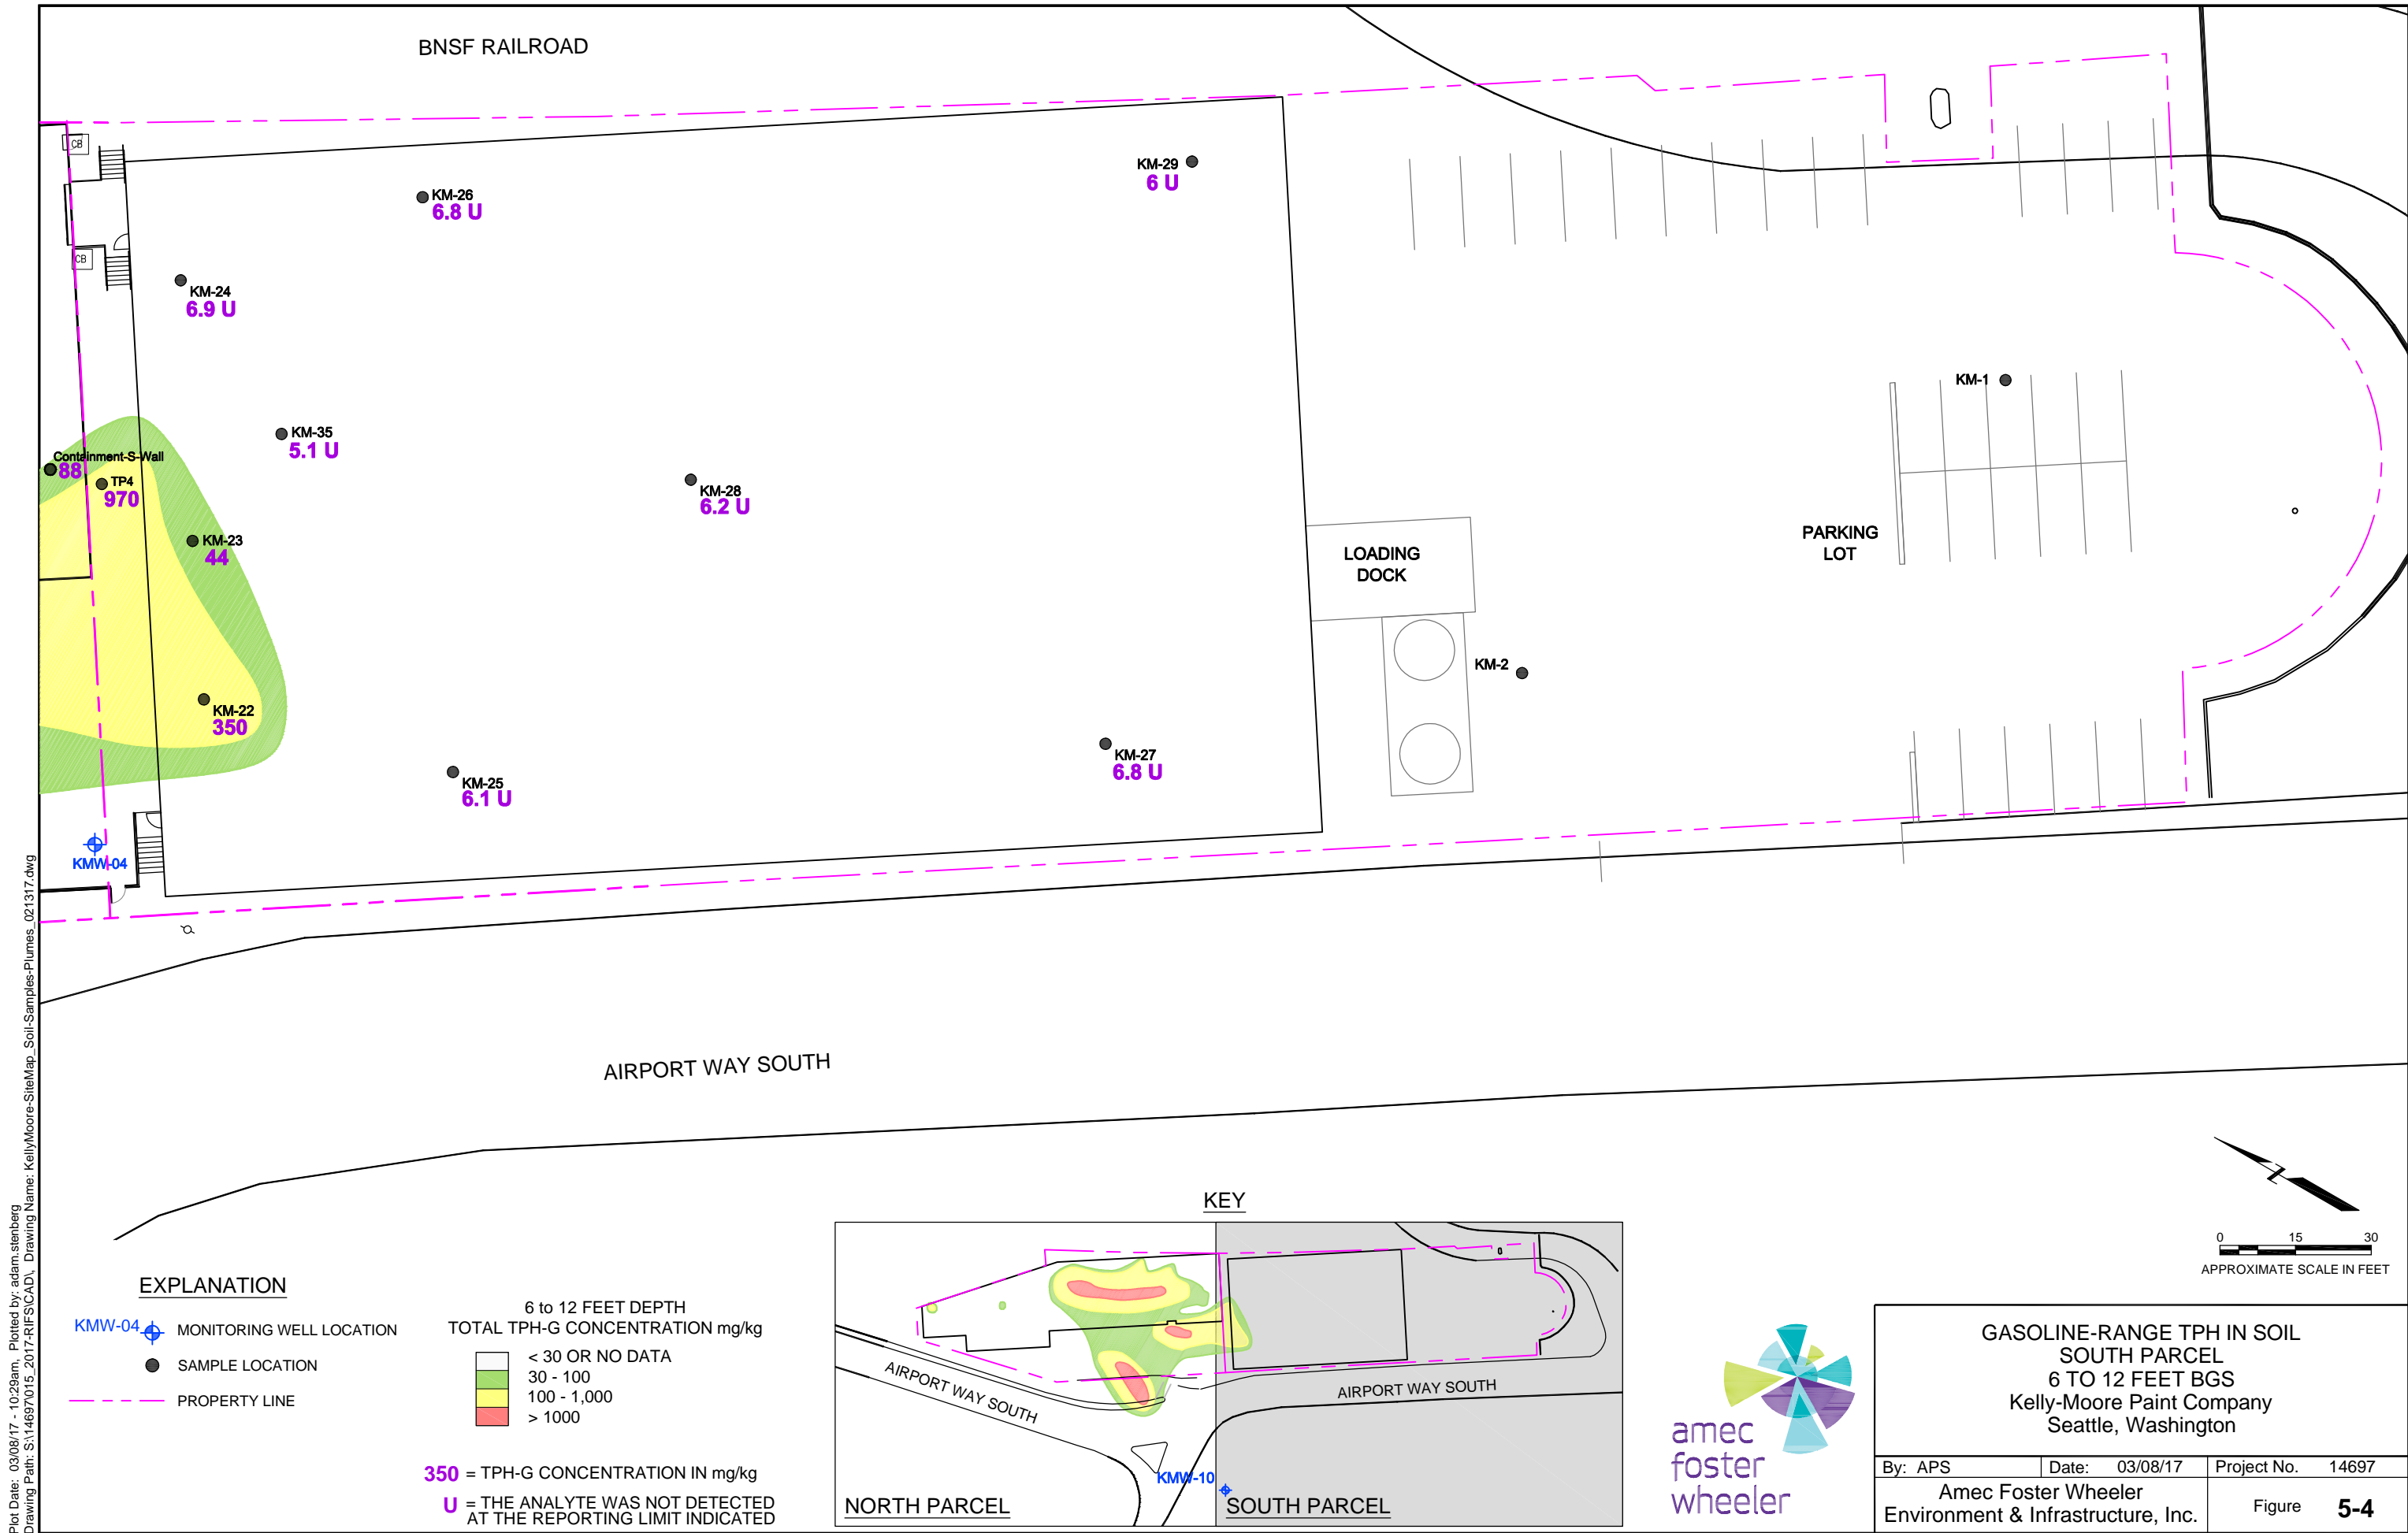 BNSF RAILROAD
CB
CB
KM-26
6.8 U
KM-29
6 U
KM-24
6.9 U
KM-35
5.1 U
Containment-S-Wall
88
TP4
970
KM-23
44
KM-28
6.2 U
KM-22
350
KM-25
6.1 U
KM-27
6.8 U
KM-1
KM-2
LOADING
DOCK
PARKING
LOT
KMW-04
AIRPORT WAY SOUTH
Plot Date: 03/08/17 - 10:29am, Plotted by: adam.stenberg
Drawing Path: S:\14697\015_2017-RIFS\CAD\, Drawing Name: KellyMoore-SiteMap_Soil-Samples-Plumes_021317.dwg
EXPLANATION
KMW-04 MONITORING WELL LOCATION
SAMPLE LOCATION
PROPERTY LINE
6 to 12 FEET DEPTH
TOTAL TPH-G CONCENTRATION mg/kg
< 30 OR NO DATA
30 - 100
100 - 1,000
> 1000
350 = TPH-G CONCENTRATION IN mg/kg
U = THE ANALYTE WAS NOT DETECTED
AT THE REPORTING LIMIT INDICATED
KEY
AIRPORT WAY SOUTH
AIRPORT WAY SOUTH
KMW-10
NORTH PARCEL
SOUTH PARCEL
0 15 30
APPROXIMATE SCALE IN FEET
amec
foster
wheeler
GASOLINE-RANGE TPH IN SOIL
SOUTH PARCEL
6 TO 12 FEET BGS
Kelly-Moore Paint Company
Seattle, Washington
By: APS Date: 03/08/17 Project No. 14697
Amec Foster Wheeler
Environment & Infrastructure, Inc.
Figure 5-4